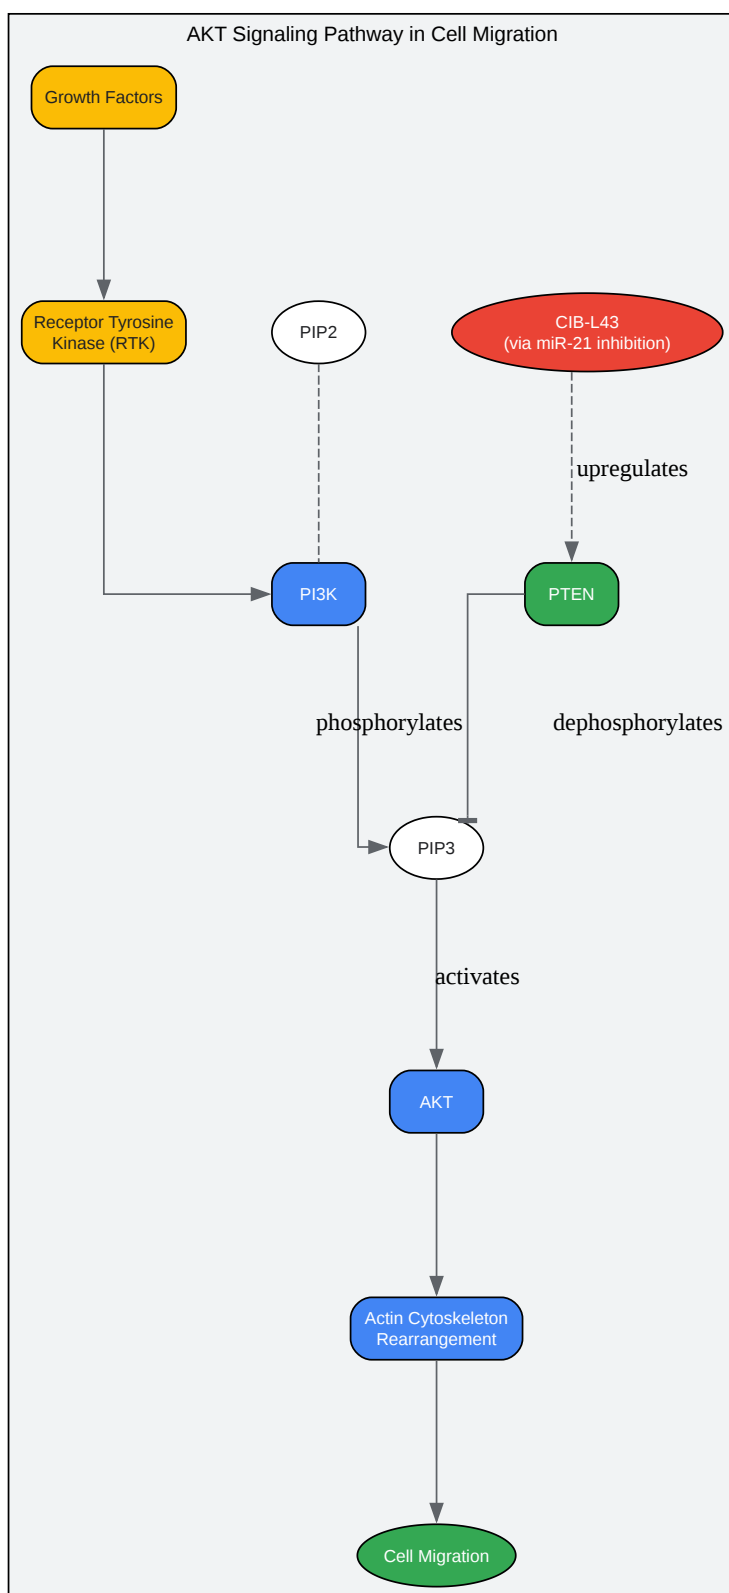 AKT Signaling Pathway in Cell Migration
Growth Factors
Receptor Tyrosine
Kinase (RTK)
PIP2
CIB-L43
(via miR-21 inhibition)
upregulates
PI3K
PTEN
phosphorylates
dephosphorylates
PIP3
activates
AKT
Actin Cytoskeleton
Rearrangement
Cell Migration